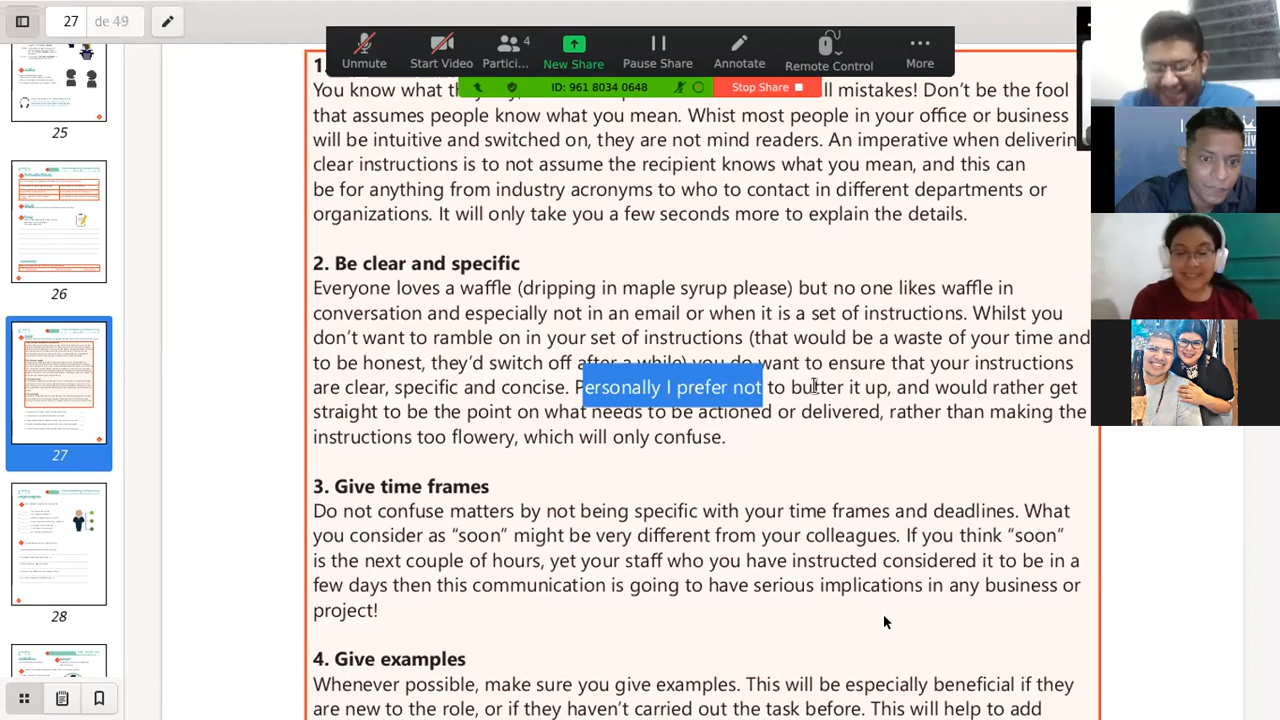 27 de 49
Unmute Start Video Partici... 4 New Share Pause Share Annotate Remote Control More
ID: 961 8034 0648 Stop Share
1.
You know what th ll mistakes! Don't be the fool
that assumes people know what you mean. Whist most people in your office or business
will be intuitive and switched on, they are not mind readers. An imperative when deliverin
clear instructions is to not assume the recipient knows what you mean and this can
be for anything from industry acronyms to who to contact in different departments or
organizations. It will only take you a few seconds more to explain the details.
2. Be clear and specific
Everyone loves a waffle (dripping in maple syrup please) but no one likes waffle in
conversation and especially not in an email or when it is a set of instructions. Whilst you
don't want to ramble on in your set of instructions (that would be a waste of your time and
to be honest, they switch off after a while) you do want to ensure that your instructions
are clear, specific and concise. Personally I prefer not to butter it up, and would rather get
straight to be the point on what needs to be actioned or delivered, rather than making the
instructions too flowery, which will only confuse.
3. Give time frames
Do not confuse matters by not being specific with your time frames and deadlines. What
you consider as “soon” might be very different from your colleagues. If you think “soon”
is the next couple of hours, yet your staff who you have instructed considered it to be in a
few days then this communication is going to have serious implications in any business or
project!
4. Give examples
Whenever possible, make sure you give examples. This will be especially beneficial if they
are new to the role, or if they haven't carried out the task before. This will help to add
25
26
27
28